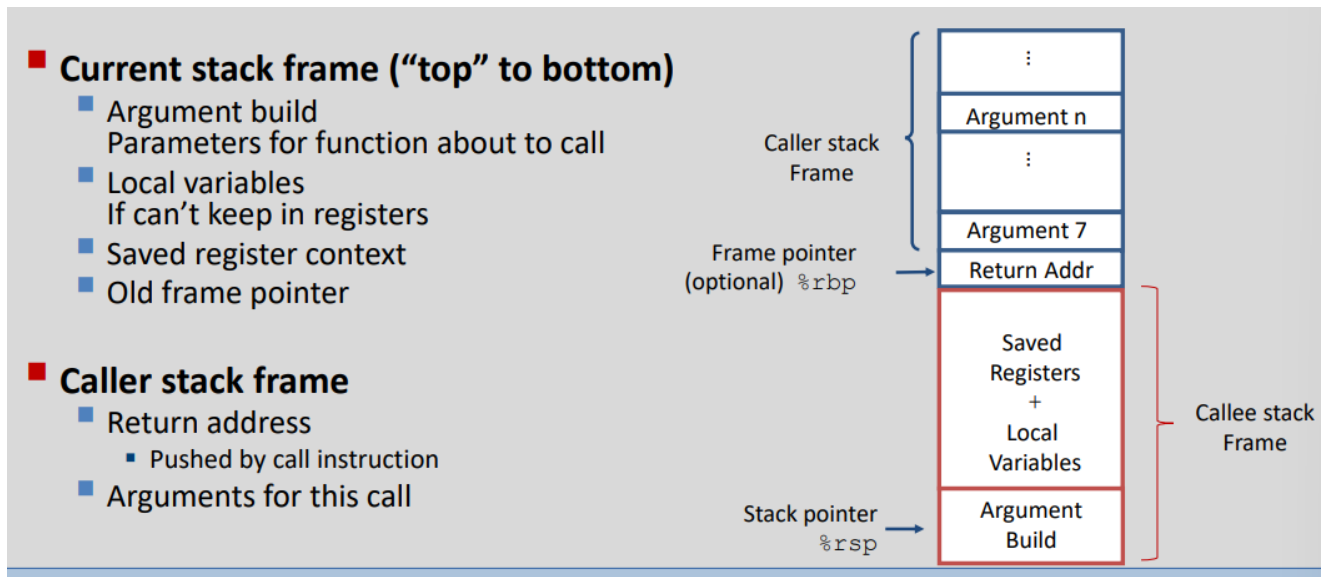 Current stack frame (“top” to bottom)
Argument build
Parameters for function about to call
Local variables
If can’t keep in registers
Saved register context
Old frame pointer
Caller stack frame
Return address
Pushed by call instruction
Arguments for this call
Caller stack
Frame
Frame pointer
(optional) %rbp
Stack pointer
%rsp
⋮
Argument n
⋮
Argument 7
Return Addr
Saved
Registers
+
Local
Variables
Argument
Build
Callee stack
Frame